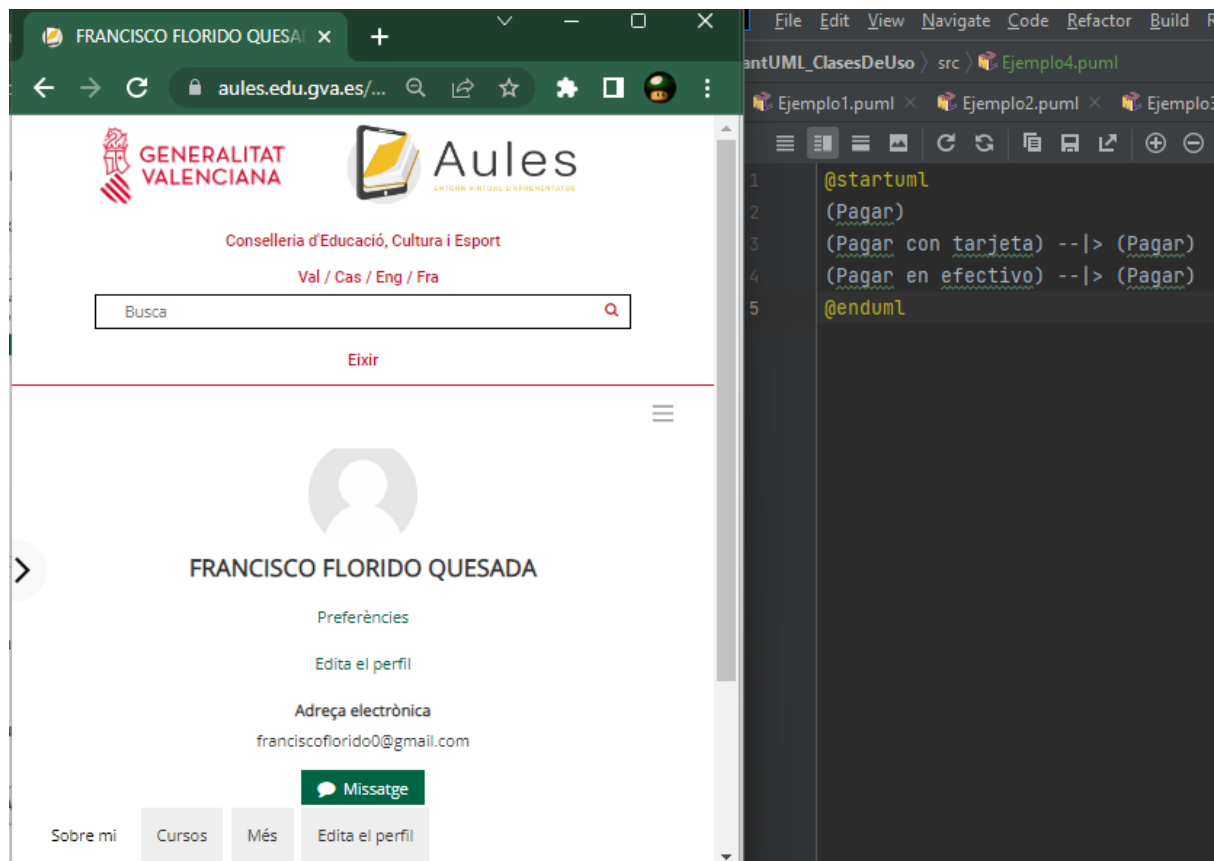 FRANCISCO FLORIDO QUESA
aules.edu.gva.es/...
GENERALITAT
VALENCIANA
Aules
ENTORN VIRTUAL D'APRENENTATGE
Conselleria d'Educació, Cultura i Esport
Val / Cas / Eng / Fra
Busca
Eixir
FRANCISCO FLORIDO QUESADA
Preferències
Edita el perfil
Adreça electrònica
franciscoflorido0@gmail.com
Missatge
Sobre mi Cursos Més Edita el perfil
File Edit View Navigate Code Refactor Build R
antUML_ClasesDeUso src Ejemplo4.puml
Ejemplo1.puml Ejemplo2.puml Ejemplo3
1 @startuml
2 (Pagar)
3 (Pagar con tarjeta) --|> (Pagar)
4 (Pagar en efectivo) --|> (Pagar)
5 @enduml